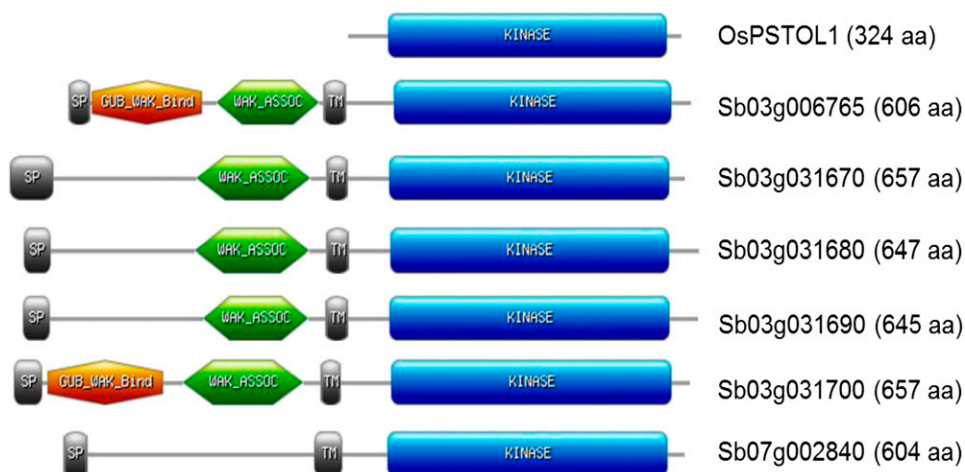 KINASE OsPSTOL1 (324 aa)
SP GUB_WAK_Bind WAK_ASSOC TM KINASE Sb03g006765 (606 aa)
SP WAK_ASSOC TM KINASE Sb03g031670 (657 aa)
SP WAK_ASSOC TM KINASE Sb03g031680 (647 aa)
SP WAK_ASSOC TM KINASE Sb03g031690 (645 aa)
SP GUB_WAK_Bind WAK_ASSOC TM KINASE Sb03g031700 (657 aa)
SP TM KINASE Sb07g002840 (604 aa)